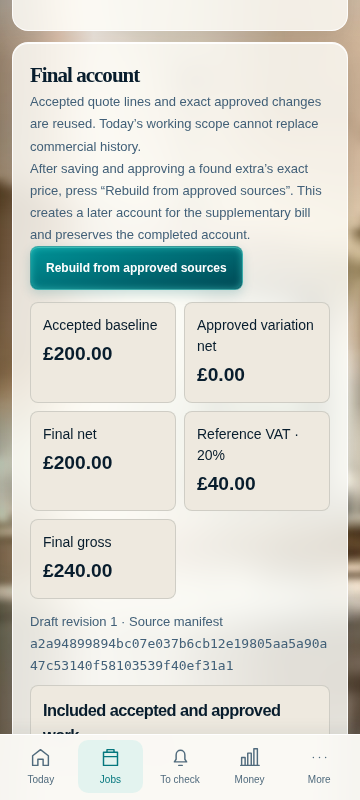 Final account
Accepted quote lines and exact approved changes
are reused. Today’s working scope cannot replace
commercial history.
After saving and approving a found extra’s exact
price, press “Rebuild from approved sources”. This
creates a later account for the supplementary bill
and preserves the completed account.
Rebuild from approved sources
Accepted baseline
£200.00
Approved variation
net
£0.00
Final net
£200.00
Reference VAT ·
20%
£40.00
Final gross
£240.00
Draft revision 1 · Source manifest
a2a94899894bc07e037b6cb12e19805aa5a90a
47c53140f58103539f40ef31a1
Included accepted and approved
work
Today
Jobs
To check
Money
More